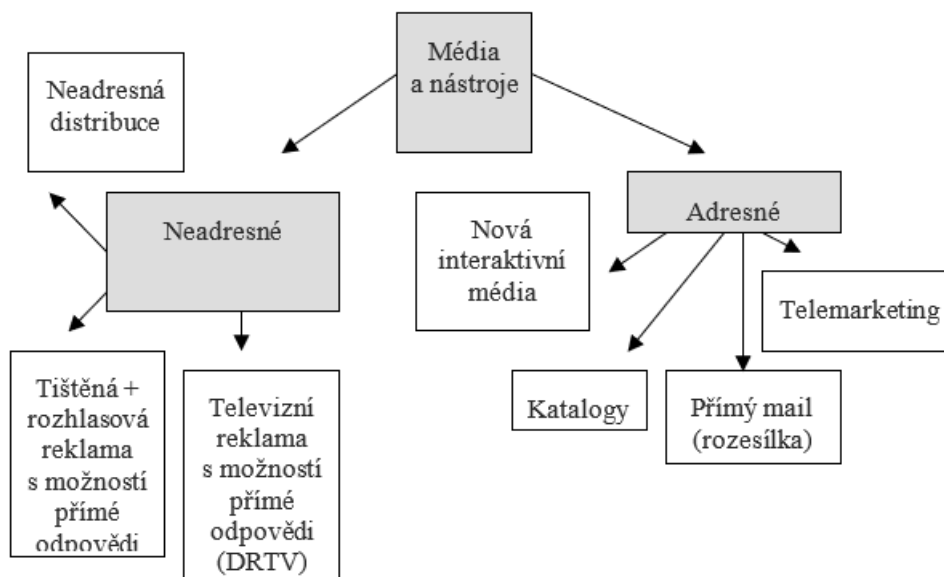 Média
a nástroje
Neadresná
distribuce
Neadresné
Adresné
Nová
interaktivní
média
Telemarketing
Tištěná +
rozhlasová
reklama
s možností
přímé
odpovědi
Televizní
reklama
s možností
přímé
odpovědi
(DRTV)
Katalogy
Přímý mail
(rozesílka)